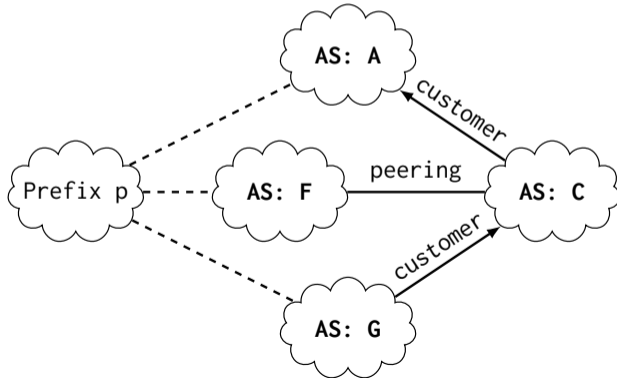 AS: A
customer
Prefix p
AS: F
peering
AS: C
customer
AS: G